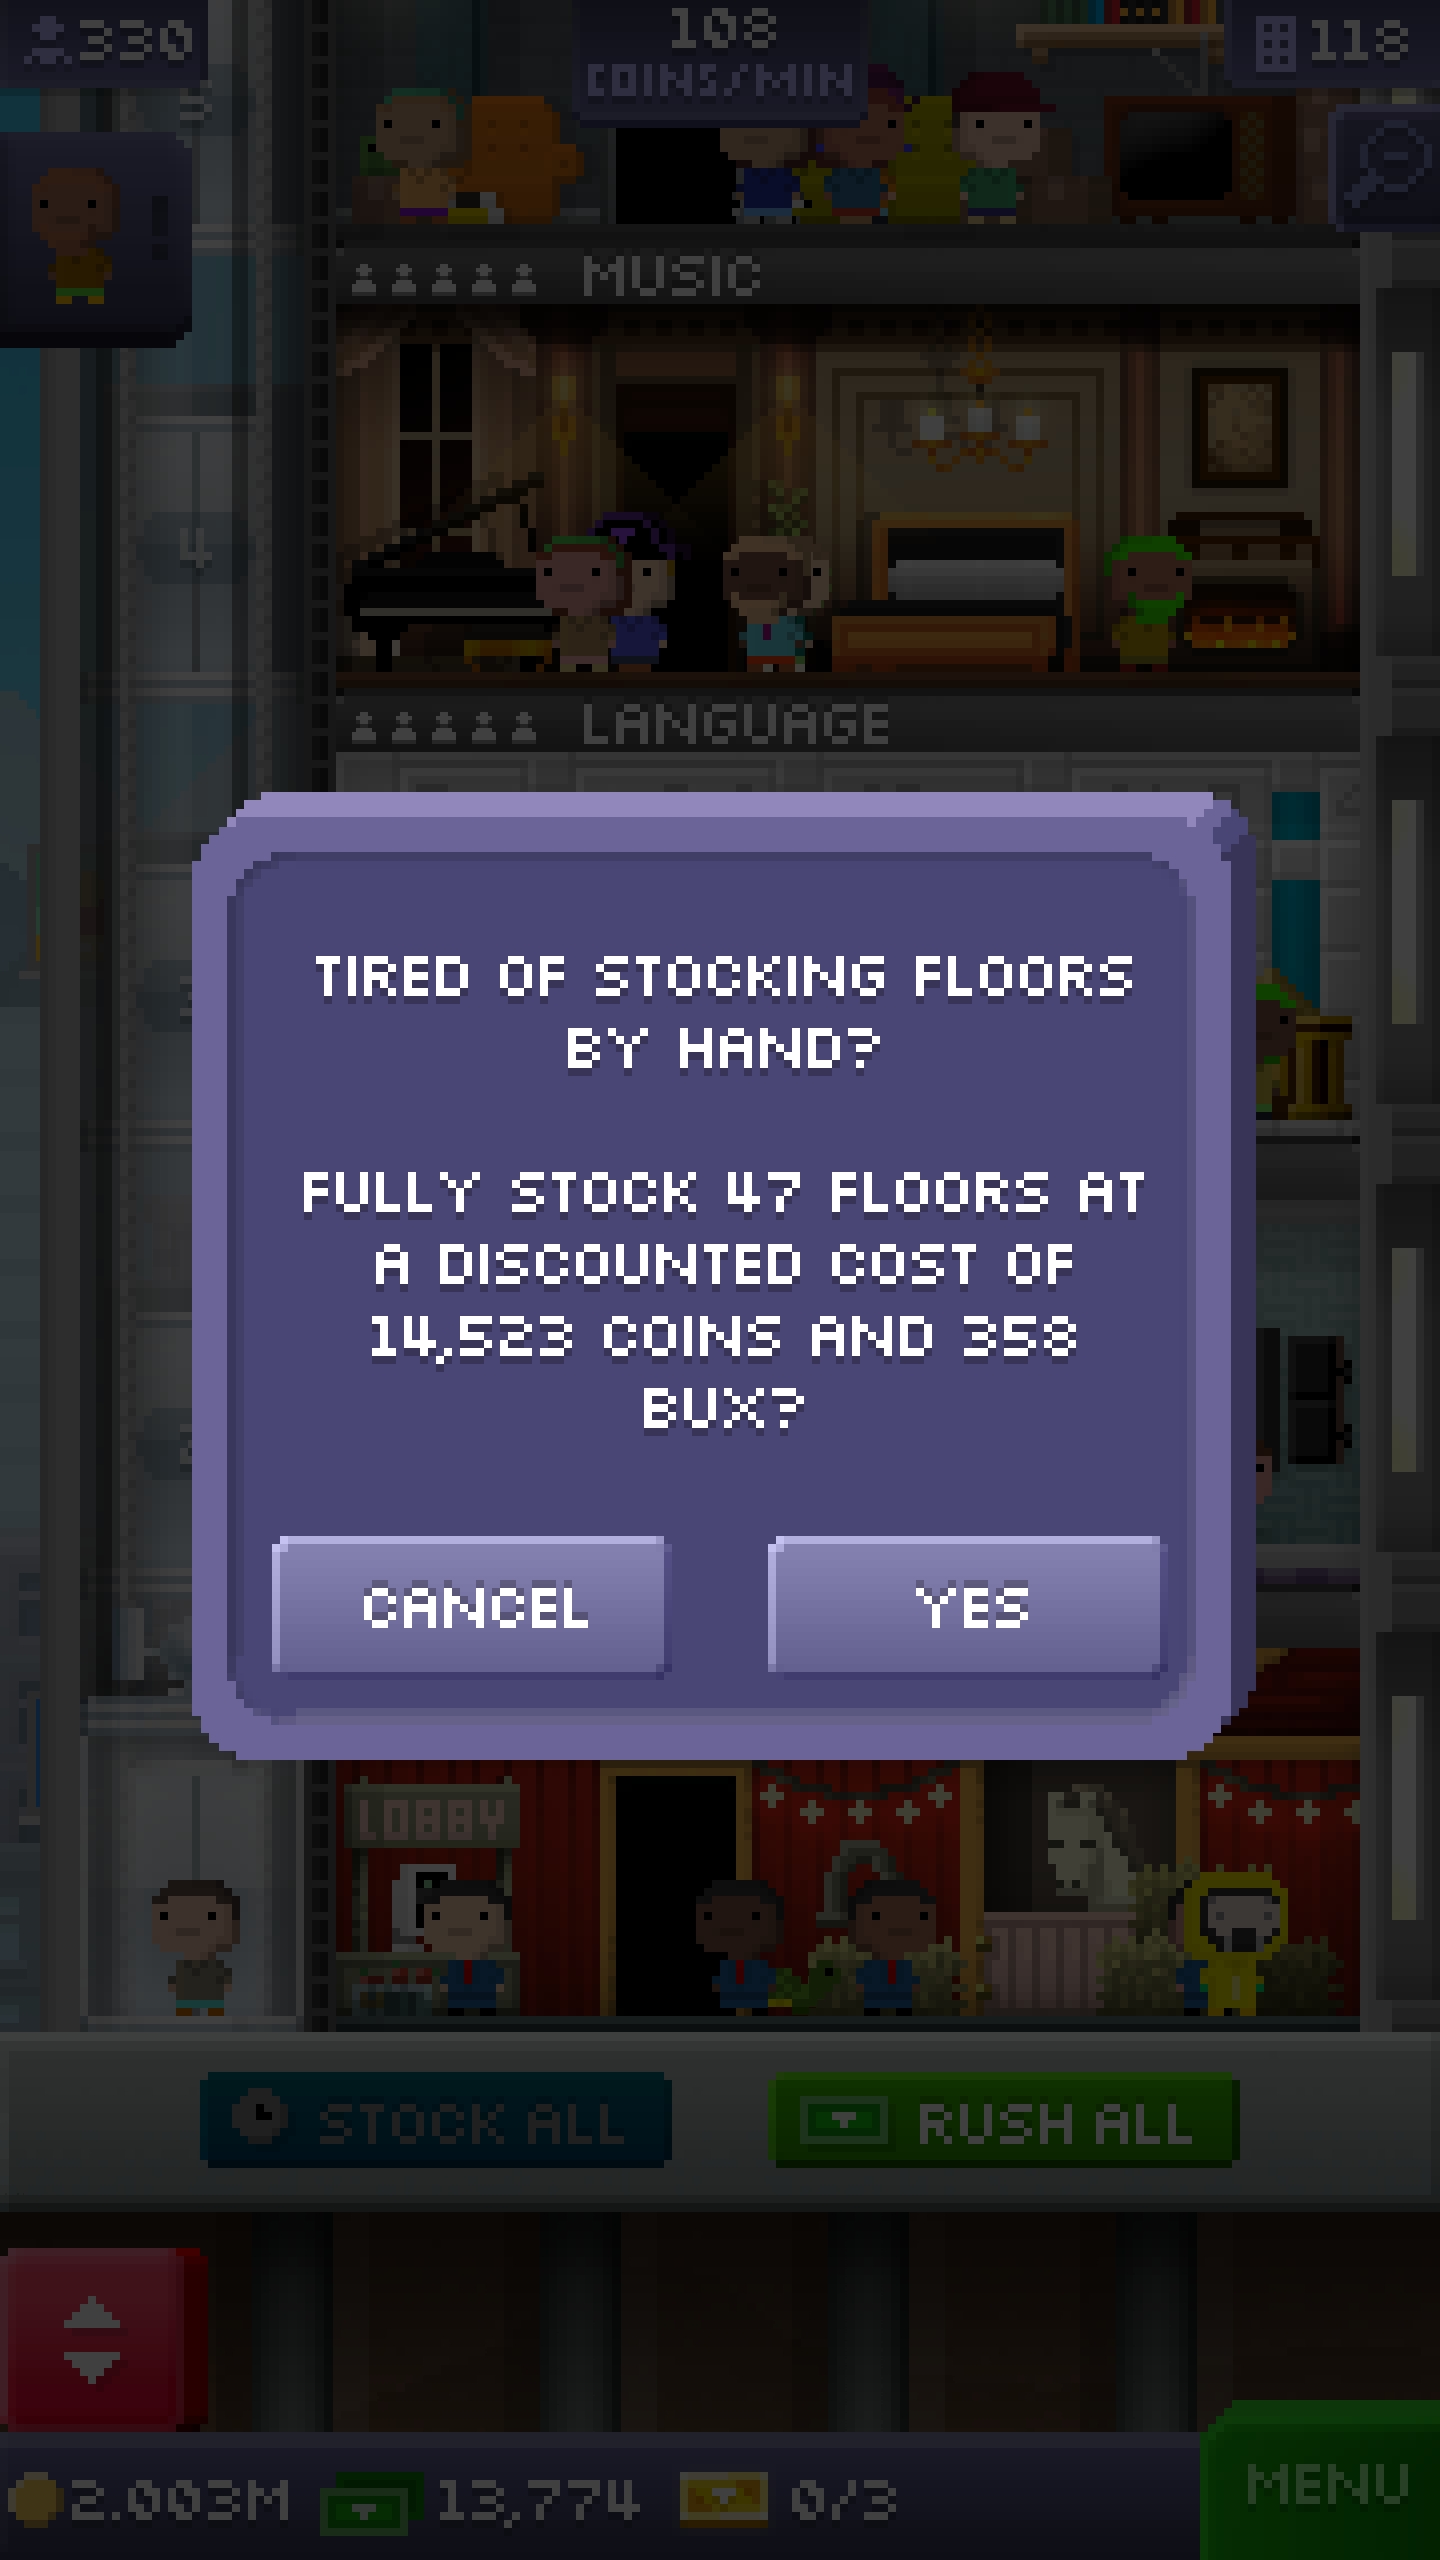 330
108
COINS/MIN
118
MUSIC
4
LANGUAGE
TIRED OF STOCKING FLOORS
BY HAND?
FULLY STOCK 47 FLOORS AT
A DISCOUNTED COST OF
14,523 COINS AND 358
BUX?
CANCEL
YES
LOBBY
STOCK ALL
RUSH ALL
2.003M
13,774
0/3
MENU